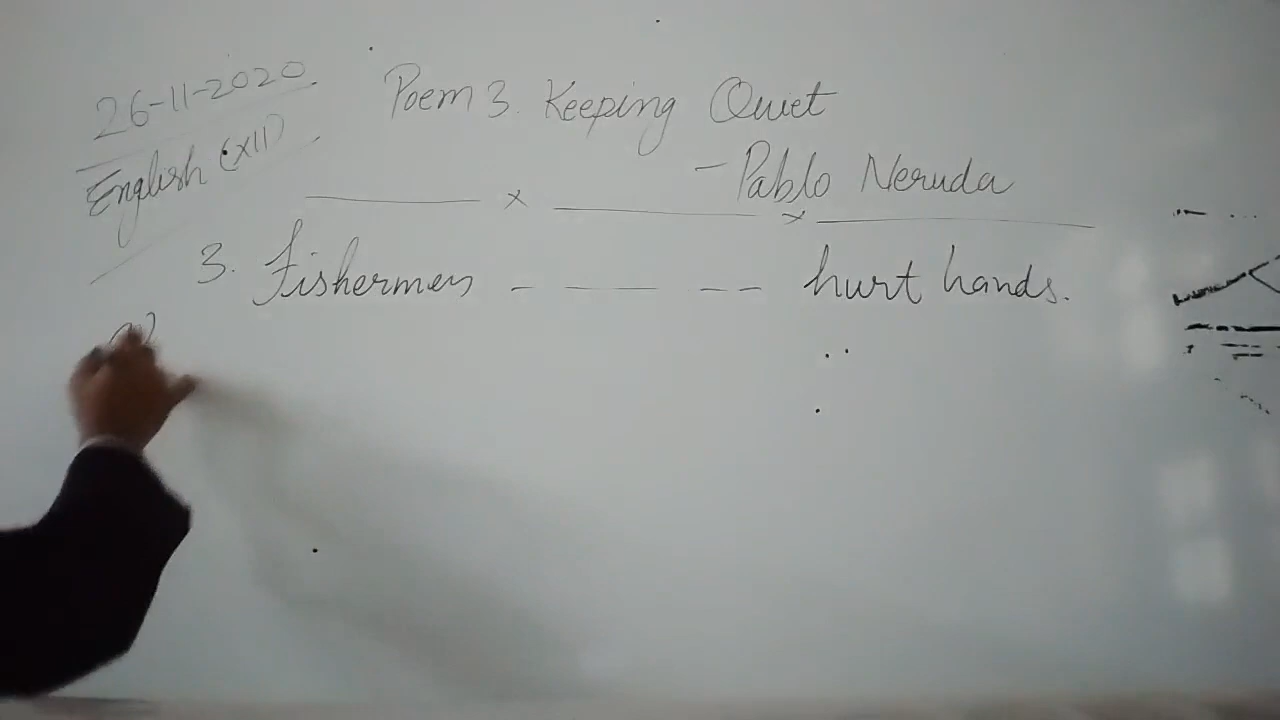 26-11-2020
English (XII)
Poem 3. Keeping Quiet
- Pablo Neruda
x x
3. Fishermen - — -- hurt hands.